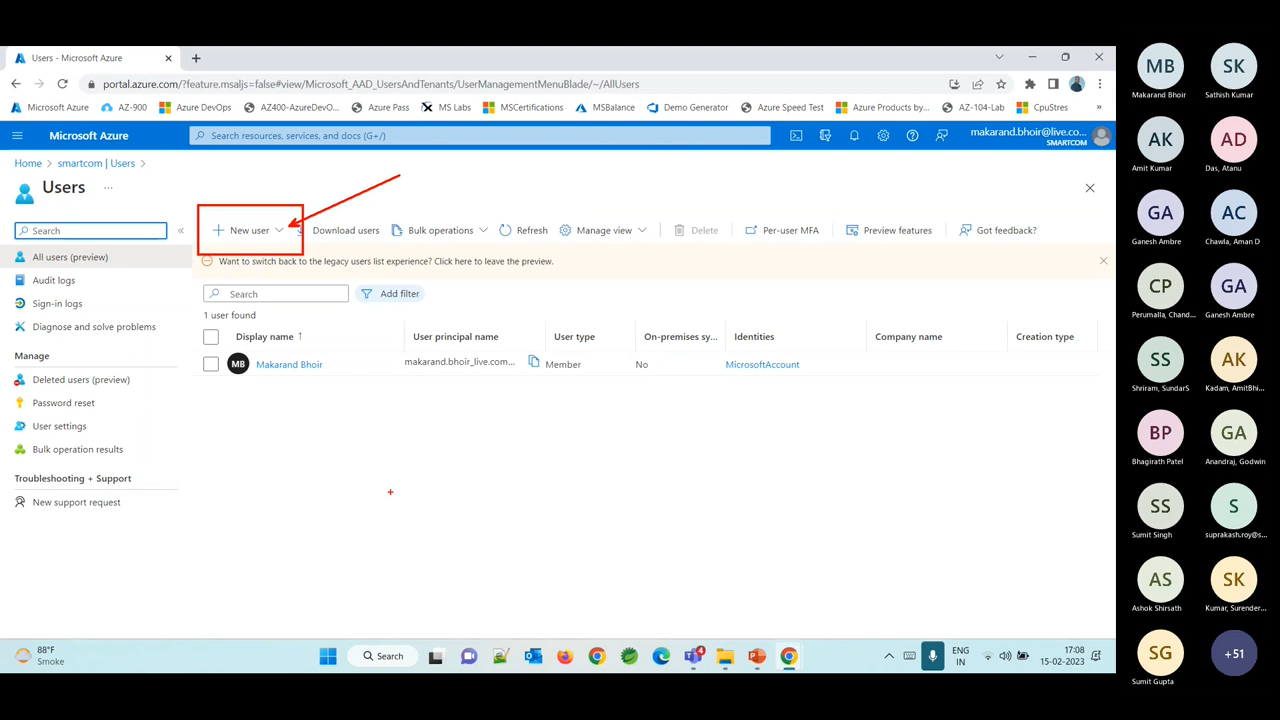 Users - Microsoft Azure
portal.azure.com/?feature.msaljs=false#view/Microsoft_AAD_UsersAndTenants/UserManagementMenuBlade/~/AllUsers
Microsoft Azure AZ-900 Azure DevOps AZ400-AzureDevO... Azure Pass MS Labs MSCertifications MSBalance Demo Generator Azure Speed Test Azure Products by... AZ-104-Lab CpuStres »
Microsoft Azure
Search resources, services, and docs (G+/)
makarand.bhoir@live.co...
SMARTCOM
Home > smartcom | Users >
Users ...
Search «
New user Download users Bulk operations Refresh Manage view Delete Per-user MFA Preview features Got feedback?
All users (preview)
Audit logs
Sign-in logs
Diagnose and solve problems
Manage
Deleted users (preview)
Password reset
User settings
Bulk operation results
Troubleshooting + Support
New support request
Want to switch back to the legacy users list experience? Click here to leave the preview.
Search Add filter
1 user found
Display name ↑ User principal name User type On-premises sy... Identities Company name Creation type
MB Makarand Bhoir makarand.bhoir_live.com... Member No MicrosoftAccount
88°F
Smoke
Search
4
ENG
IN
17:08
15-02-2023
MB SK
Makarand Bhoir Sathish Kumar
AK AD
Amit Kumar Das, Atanu
GA AC
Ganesh Ambre Chawla, Aman D
CP GA
Perumalla, Chand... Ganesh Ambre
SS AK
Shriram, SundarS Kadam, AmitBhi...
BP GA
Bhagirath Patel Anandraj, Godwin
SS S
Sumit Singh suprakash.roy@s...
AS SK
Ashok Shirsath Kumar, Surender...
SG +51
Sumit Gupta